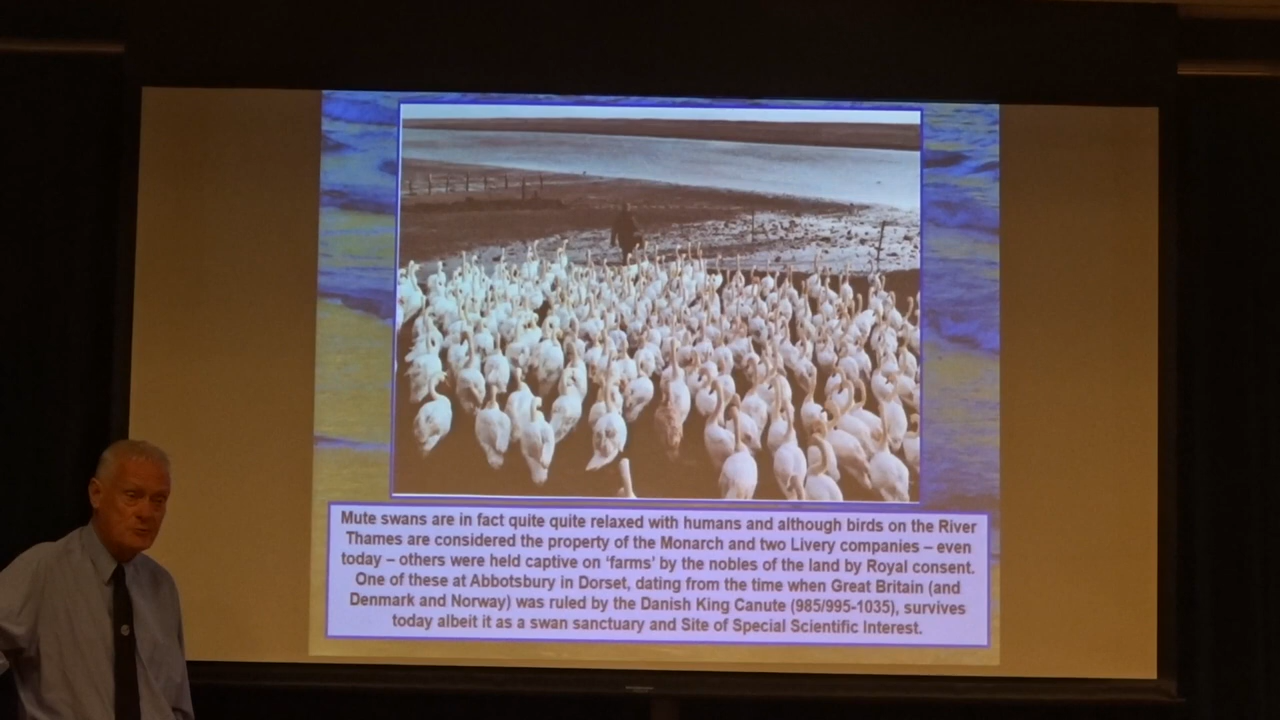 Mute swans are in fact quite quite relaxed with humans and although birds on the River
Thames are considered the property of the Monarch and two Livery companies – even
today – others were held captive on ‘farms’ by the nobles of the land by Royal consent.
One of these at Abbotsbury in Dorset, dating from the time when Great Britain (and
Denmark and Norway) was ruled by the Danish King Canute (985/995-1035), survives
today albeit it as a swan sanctuary and Site of Special Scientific Interest.